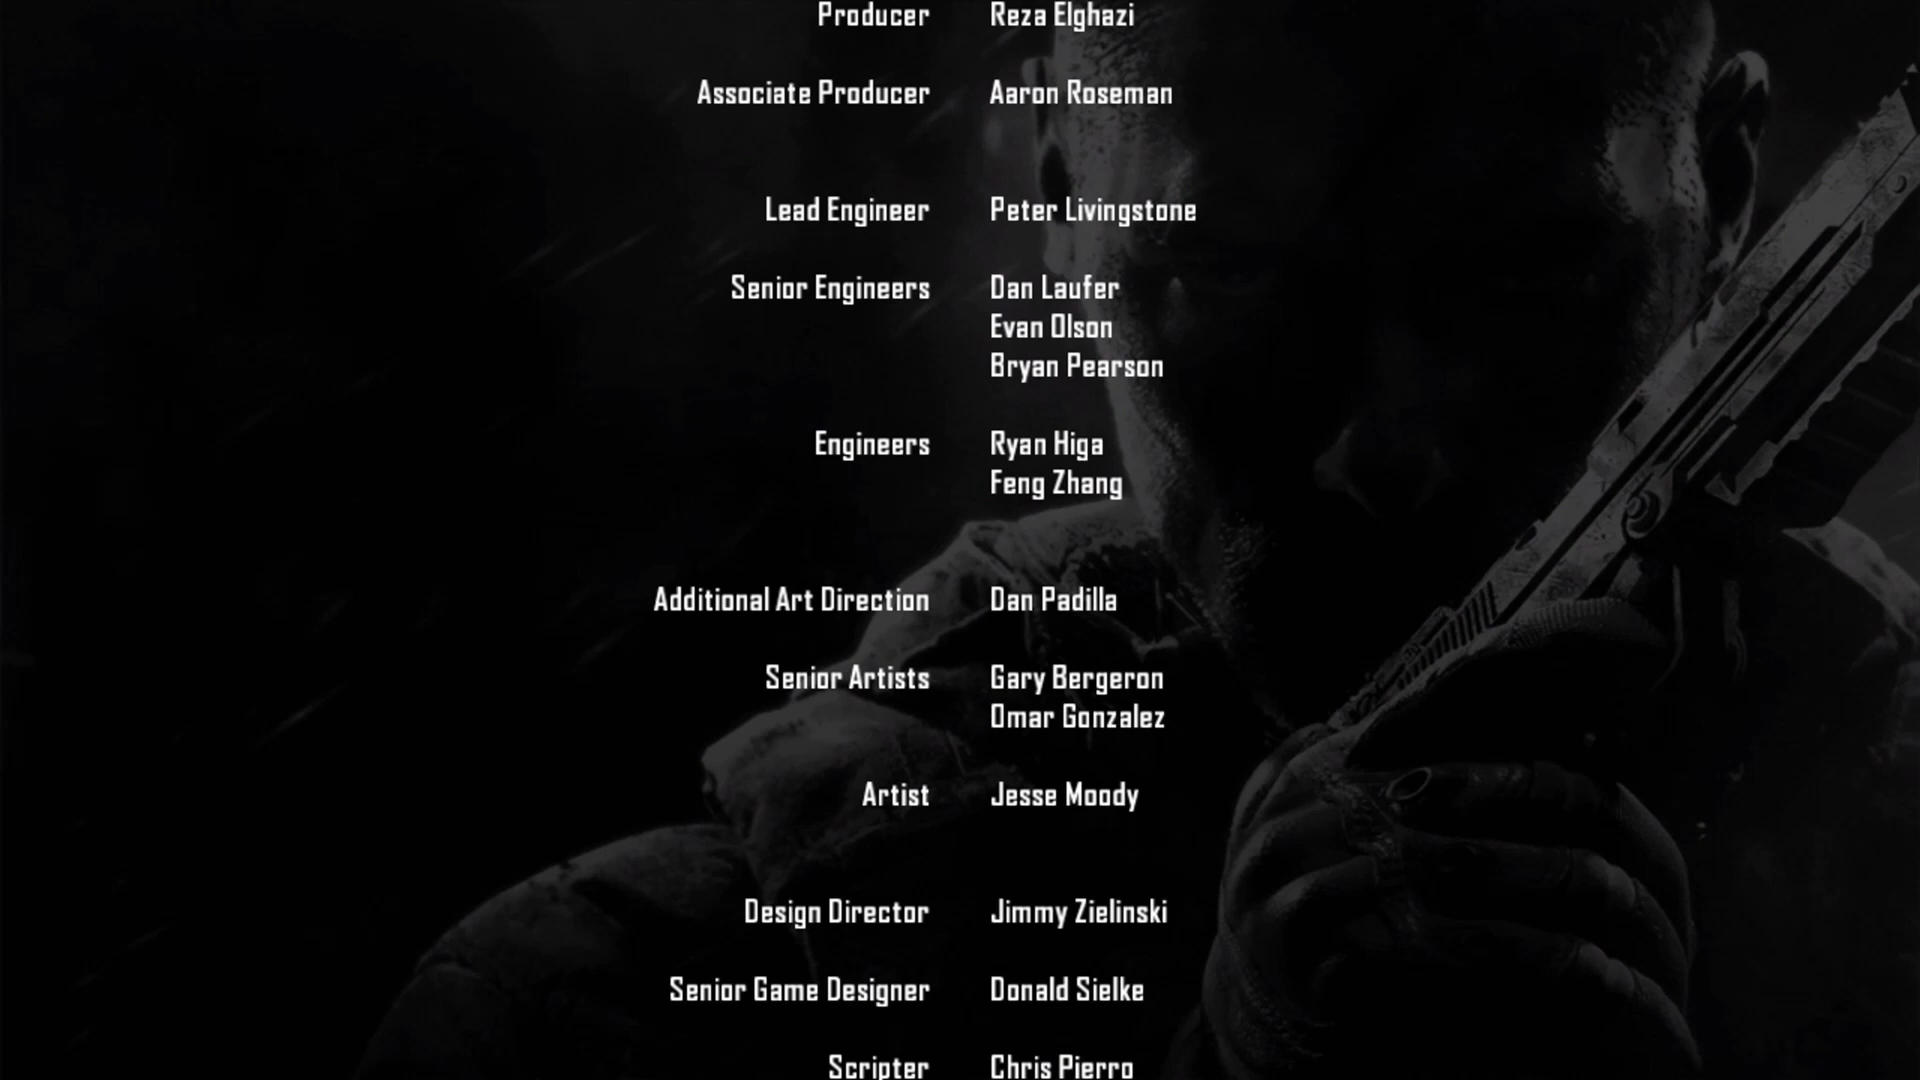 Producer Reza Elghazi
Associate Producer Aaron Roseman
Lead Engineer Peter Livingstone
Senior Engineers Dan Laufer
Evan Olson
Bryan Pearson
Engineers Ryan Higa
Feng Zhang
Additional Art Direction Dan Padilla
Senior Artists Gary Bergeron
Omar Gonzalez
Artist Jesse Moody
Design Director Jimmy Zielinski
Senior Game Designer Donald Sielke
Scripter Chris Pierro